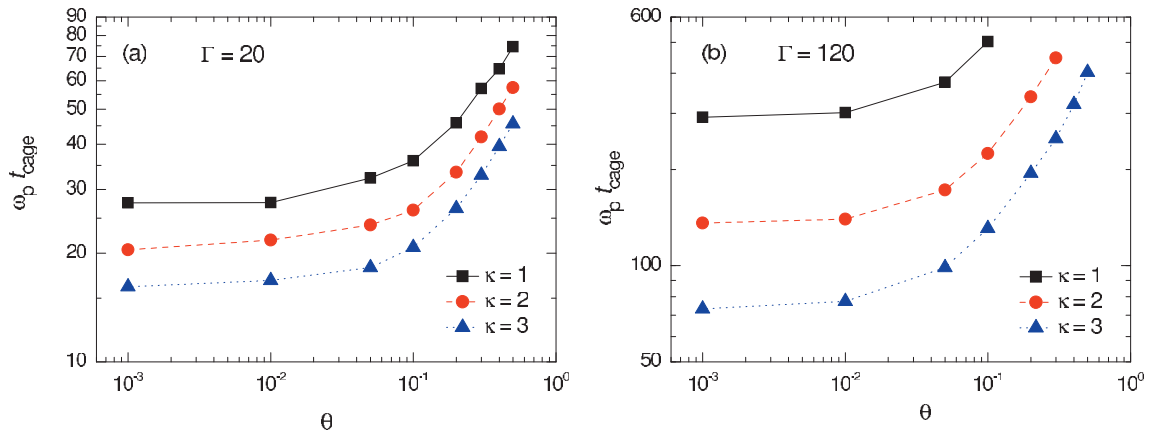 (a) Γ = 20
ω_p t_cage
90
80
70
60
50
40
30
20
10
10^-3 10^-2 10^-1 10^0
θ
κ = 1
κ = 2
κ = 3
(b) Γ = 120
ω_p t_cage
600
100
50
10^-3 10^-2 10^-1 10^0
θ
κ = 1
κ = 2
κ = 3